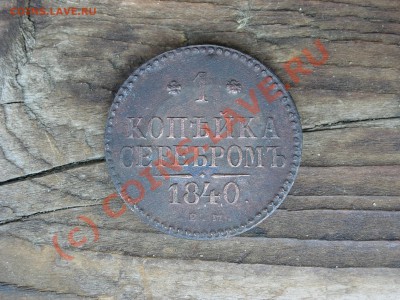 COINS.LAVE.RU
1
КОПѢЙКА
СЕРЕБРОМЪ
1840.
(c) COINS.LAVE.RU